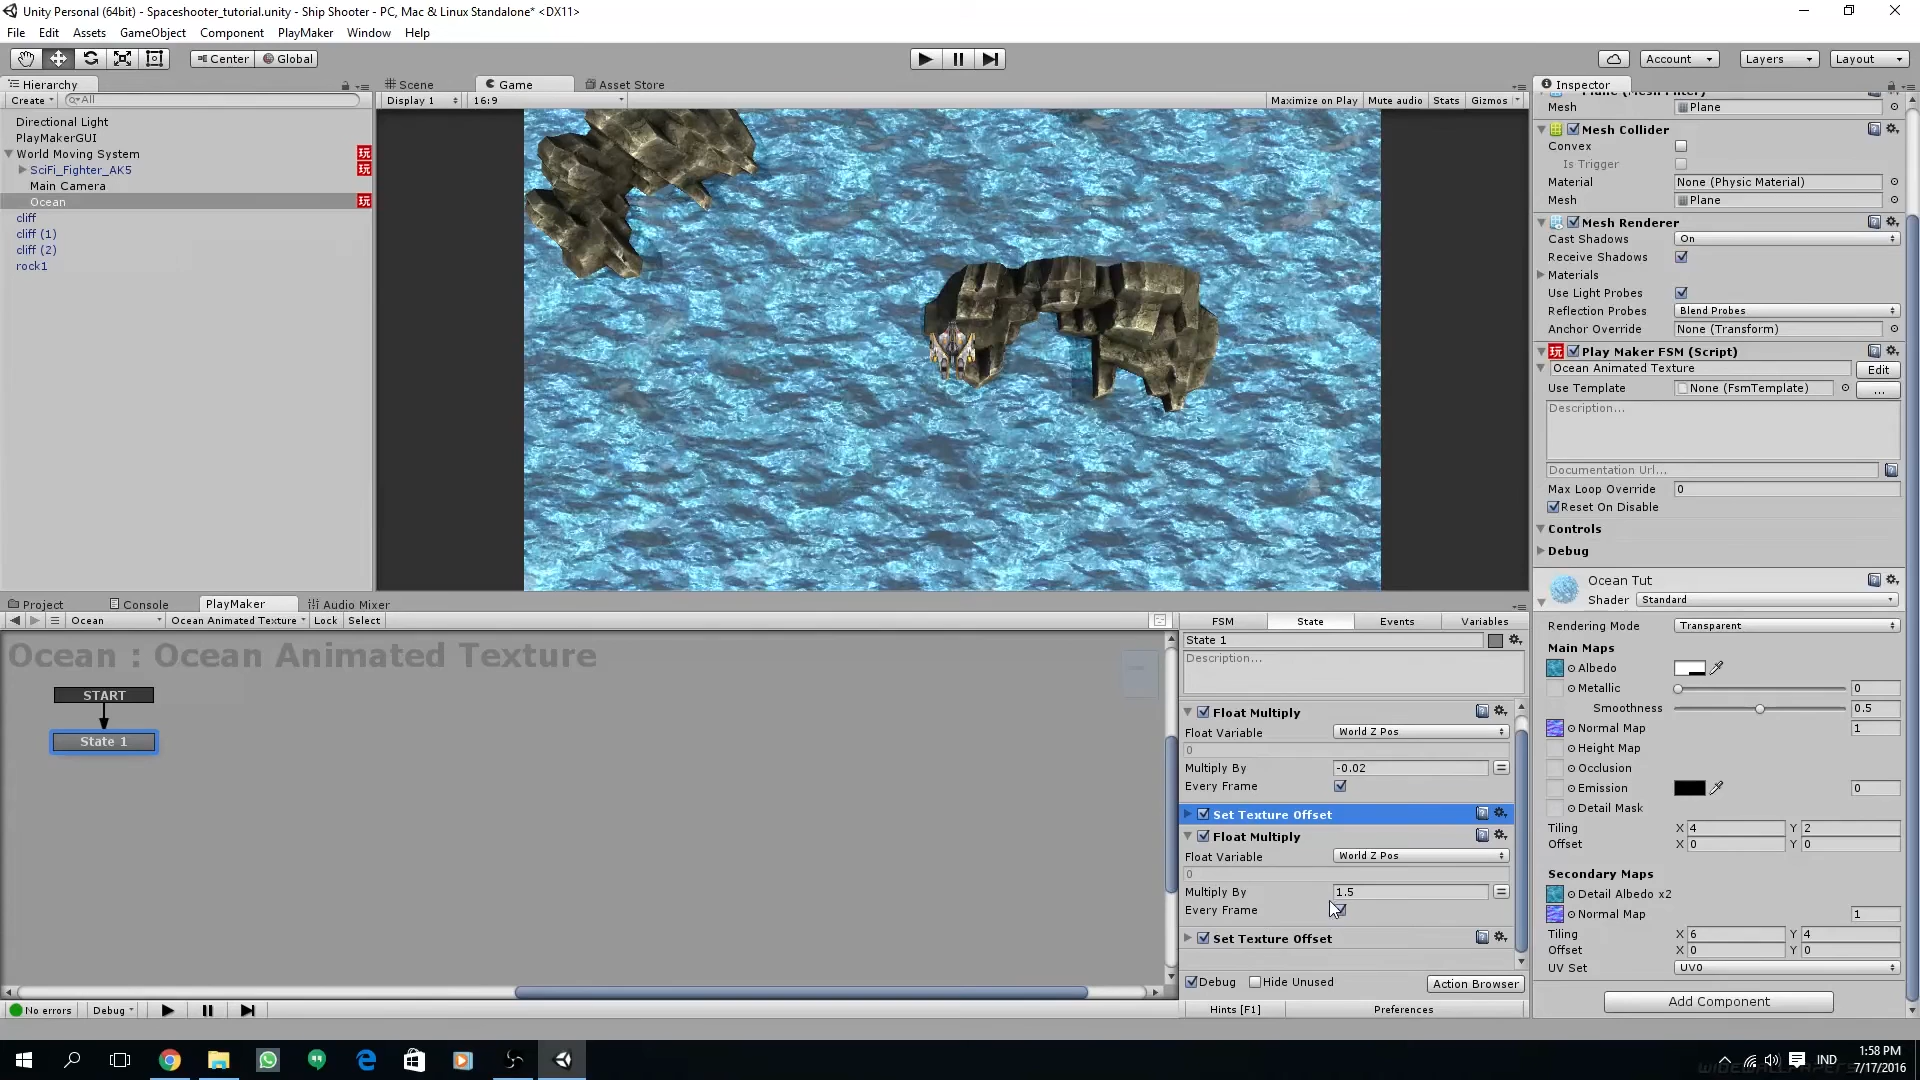 Unity Personal (64bit) - Spaceshooter_tutorial.unity - Ship Shooter - PC, Mac & Linux Standalone* <DX11>
File Edit Assets GameObject Component PlayMaker Window Help
Center Global Account Layers Layout
Hierarchy
Create All
Directional Light
PlayMakerGUI
World Moving System 玩
SciFi_Fighter_AK5 玩
Main Camera
Ocean 玩
cliff
cliff (1)
cliff (2)
rock1
Scene Game Asset Store
Display 1 16:9 Maximize on Play Mute audio Stats Gizmos
Project Console PlayMaker Audio Mixer
Ocean Ocean Animated Texture Lock Select
Ocean : Ocean Animated Texture
START
State 1
No errors Debug
FSM State Events Variables
State 1
Description...
Float Multiply
Float Variable World Z Pos
0
Multiply By -0.02
Every Frame
Set Texture Offset
Float Multiply
Float Variable World Z Pos
0
Multiply By 1.5
Every Frame
Set Texture Offset
Debug Hide Unused Action Browser
Hints [F1] Preferences
Inspector
Mesh Plane
Mesh Collider
Convex
Is Trigger
Material None (Physic Material)
Mesh Plane
Mesh Renderer
Cast Shadows On
Receive Shadows
Materials
Use Light Probes
Reflection Probes Blend Probes
Anchor Override None (Transform)
玩 Play Maker FSM (Script)
Ocean Animated Texture Edit
Use Template None (FsmTemplate) ...
Description...
Documentation Url...
Max Loop Override 0
Reset On Disable
Controls
Debug
Ocean Tut
Shader Standard
Rendering Mode Transparent
Main Maps
Albedo
Metallic 0
Smoothness 0.5
Normal Map 1
Height Map
Occlusion
Emission 0
Detail Mask
Tiling X 4 Y 2
Offset X 0 Y 0
Secondary Maps
Detail Albedo x2
Normal Map 1
Tiling X 6 Y 4
Offset X 0 Y 0
UV Set UV0
Add Component
IND 1:58 PM
7/17/2016